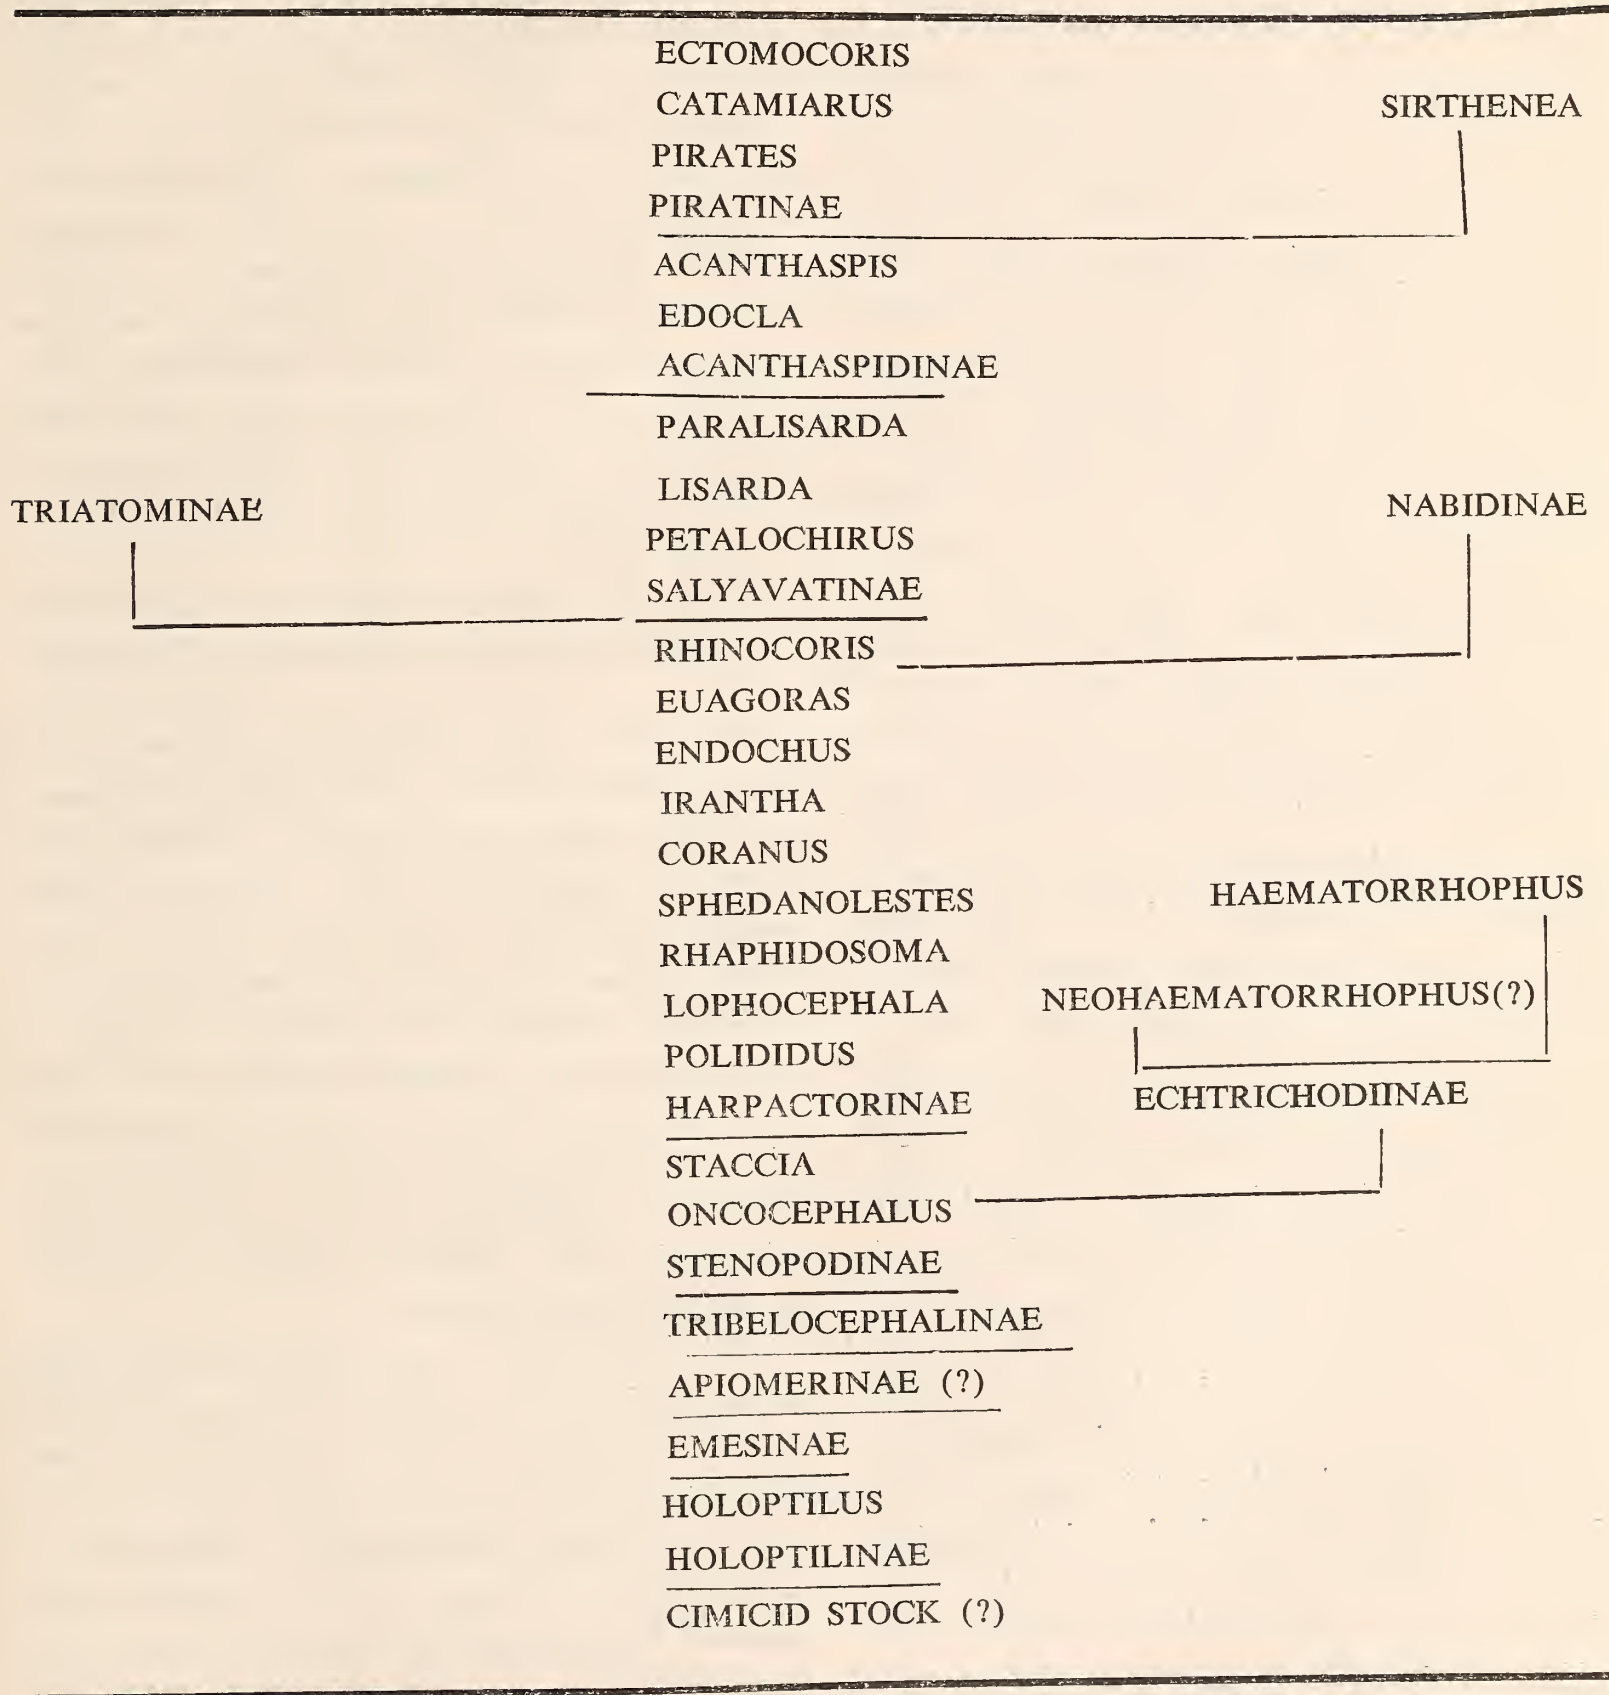 ECTOMOCORIS
CATAMIARUS SIRTHENEA
PIRATES
PIRATINAE
ACANTHASPIS
EDOCLA
ACANTHASPIDINAE
PARALISARDA
LISARDA
TRIATOMINAE NABIDINAE
PETALOCHIRUS
SALYAVATINAE
RHINOCORIS
EUAGORAS
ENDOCHUS
IRANTHA
CORANUS
SPHEDANOLESTES HAEMATORRHOPHUS
RHAPHIDOSOMA
LOPHOCEPHALA NEOHAEMATORRHOPHUS(?)
POLIDIDUS
HARPACTORINAE ECHTRICHODIINAE
STACCIA
ONCOCEPHALUS
STENOPODINAE
TRIBELOCEPHALINAE
APIOMERINAE (?)
EMESINAE
HOLOPTILUS
HOLOPTILINAE
CIMICID STOCK (?)